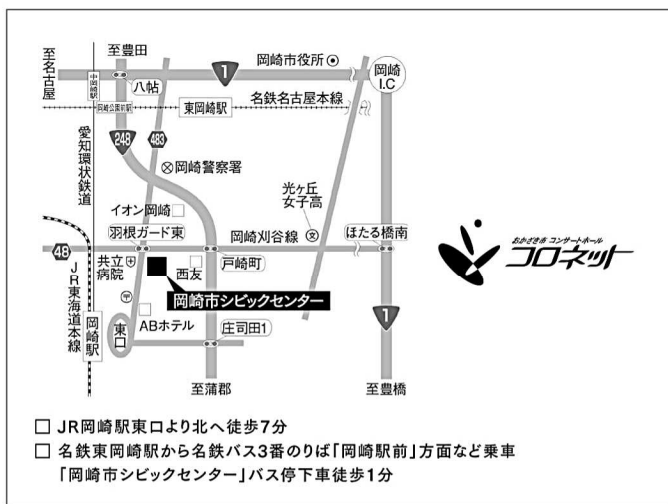 至豊田
至名古屋
中岡崎駅
八帖
1
岡崎市役所
岡崎
I.C
岡崎公園前駅
東岡崎駅
名鉄名古屋本線
愛知環状鉄道
248
483
岡崎警察署
光ヶ丘
女子高
イオン岡崎
羽根ガード東
岡崎刈谷線
ほたる橋南
48
共立
病院
西友
戸崎町
岡崎市シビックセンター
JR東海道本線
岡崎駅
東口
ABホテル
庄司田1
1
至蒲郡
至豊橋
おかざき市 コンサートホール
コロネット
□ JR岡崎駅東口より北へ徒歩7分
□ 名鉄東岡崎駅から名鉄バス3番のりば「岡崎駅前」方面など乗車
「岡崎市シビックセンター」バス停下車徒歩1分